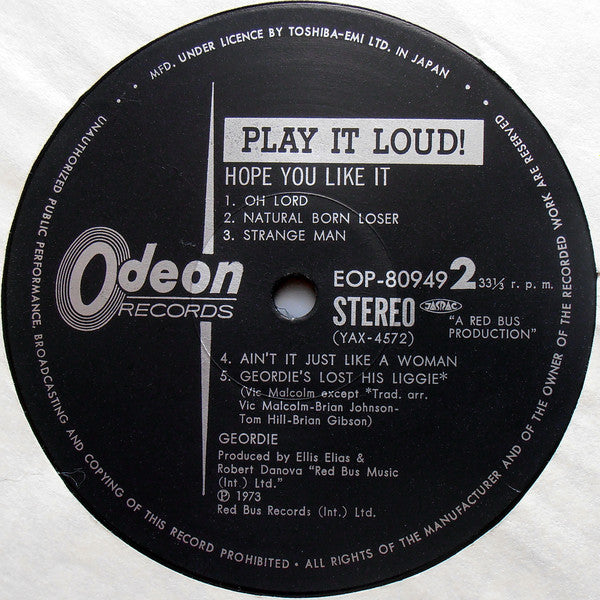 MFD. UNDER LICENCE BY TOSHIBA-EMI LTD. IN JAPAN
PLAY IT LOUD!
HOPE YOU LIKE IT
1. OH LORD
2. NATURAL BORN LOSER
3. STRANGE MAN
Odeon
RECORDS
EOP-80949 2 33⅓ r. p. m.
STEREO JASRAC "A RED BUS
(YAX-4572) PRODUCTION"
4. AIN'T IT JUST LIKE A WOMAN
5. GEORDIE'S LOST HIS LIGGIE*
(Vic Malcolm except *Trad. arr.
Vic Malcolm-Brian Johnson-
Tom Hill-Brian Gibson)
GEORDIE
Produced by Ellis Elias &
Robert Danova "Red Bus Music
(Int) Ltd."
Ⓟ 1973
Red Bus Records (Int.) Ltd.
UNAUTHORIZED PUBLIC PERFORMANCE, BROADCASTING AND COPYING OF THIS RECORD PROHIBITED • ALL RIGHTS OF THE MANUFACTURER AND OF THE OWNER OF THE RECORDED WORK ARE RESERVED